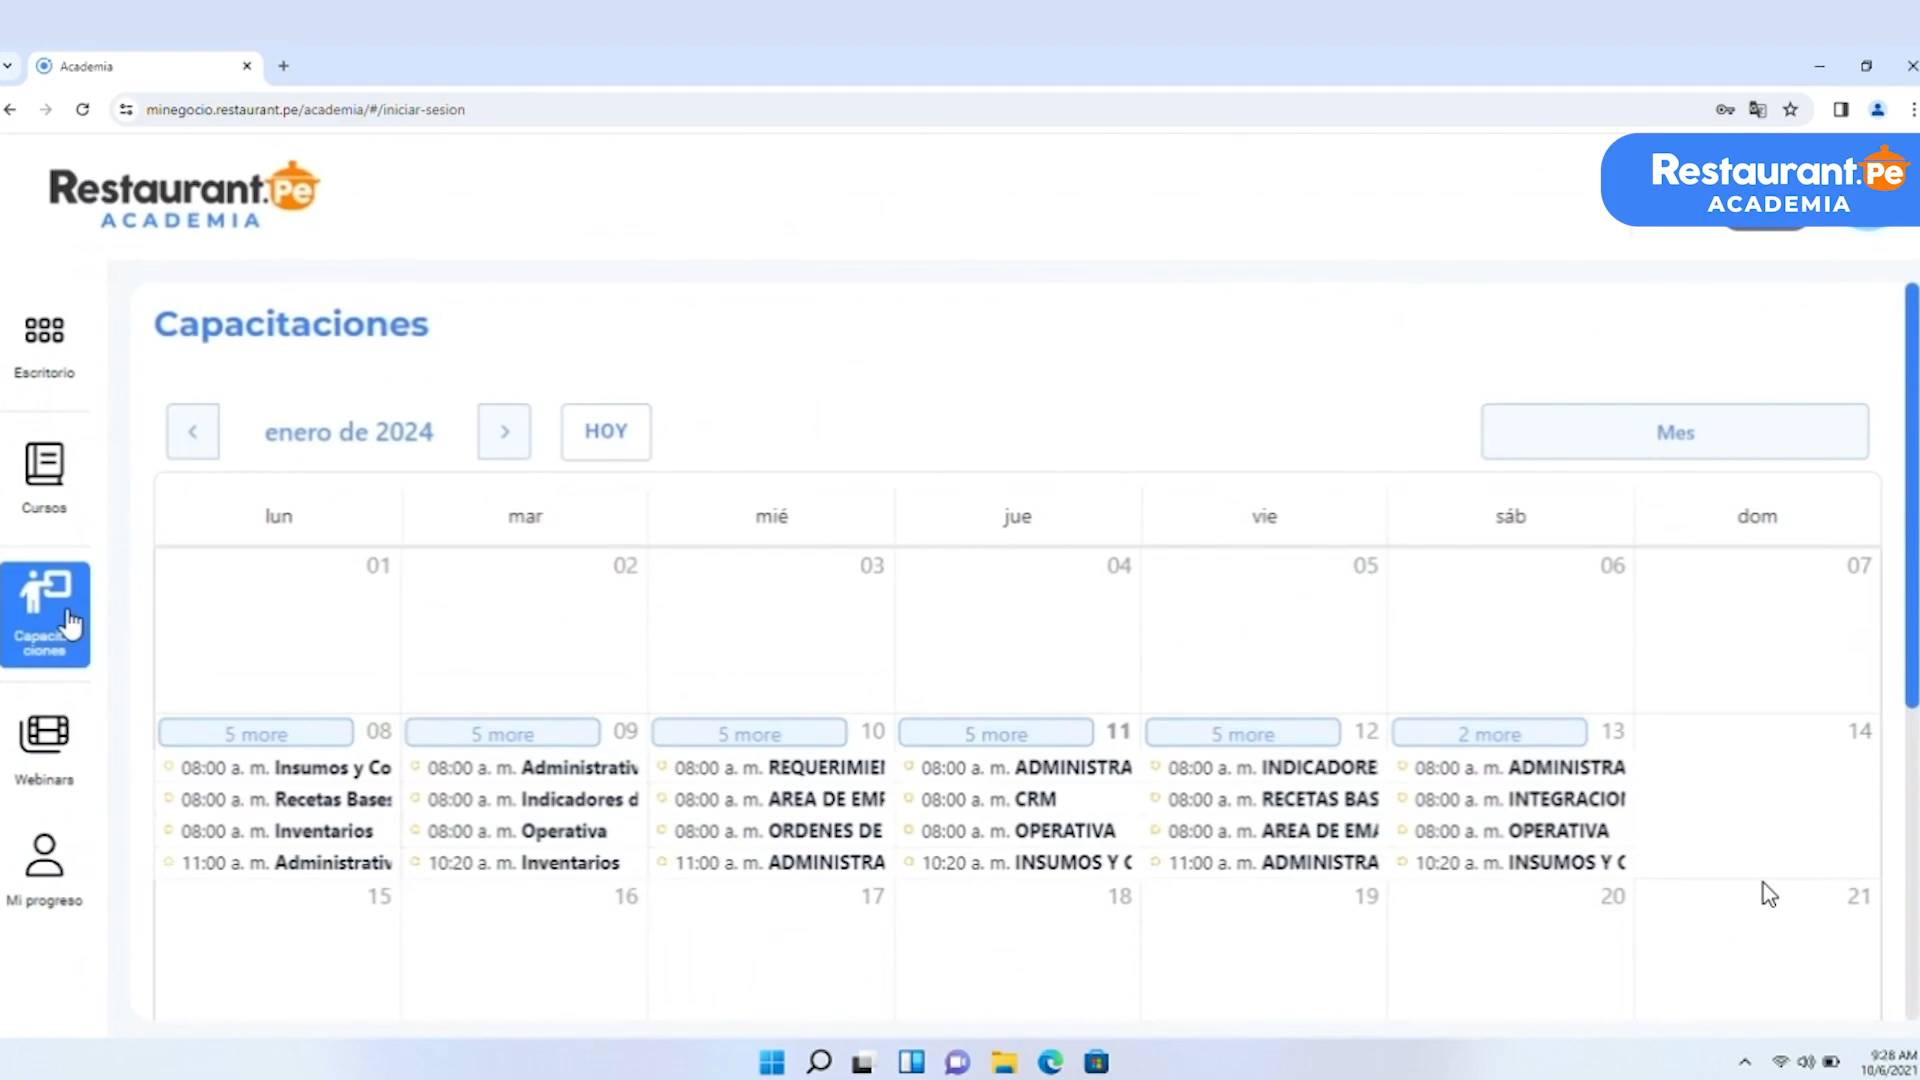 Academia
minegocio.restaurant.pe/academia/#/iniciar-sesion
Restaurant.Pe
ACADEMIA
Restaurant.Pe
ACADEMIA
Escritorio
Cursos
ciones
Webinars
Mi progreso
Capacitaciones
enero de 2024
HOY
Mes
lun mar mié jue vie sáb dom
01 02 03 04 05 06 07
5 more 08 5 more 09 5 more 10 5 more 11 5 more 12 2 more 13 14
08:00 a. m. Insumos y Co 08:00 a. m. Administrativ 08:00 a. m. REQUERIMIE 08:00 a. m. ADMINISTRA 08:00 a. m. INDICADORE 08:00 a. m. ADMINISTRA
08:00 a. m. Recetas Bases 08:00 a. m. Indicadores d 08:00 a. m. AREA DE EMP 08:00 a. m. CRM 08:00 a. m. RECETAS BAS 08:00 a. m. INTEGRACIO
08:00 a. m. Inventarios 08:00 a. m. Operativa 08:00 a. m. ORDENES DE 08:00 a. m. OPERATIVA 08:00 a. m. AREA DE EMA 08:00 a. m. OPERATIVA
11:00 a. m. Administrativ 10:20 a. m. Inventarios 11:00 a. m. ADMINISTRA 10:20 a. m. INSUMOS Y C 11:00 a. m. ADMINISTRA 10:20 a. m. INSUMOS Y C
15 16 17 18 19 20 21
9:28 AM
10/6/2021